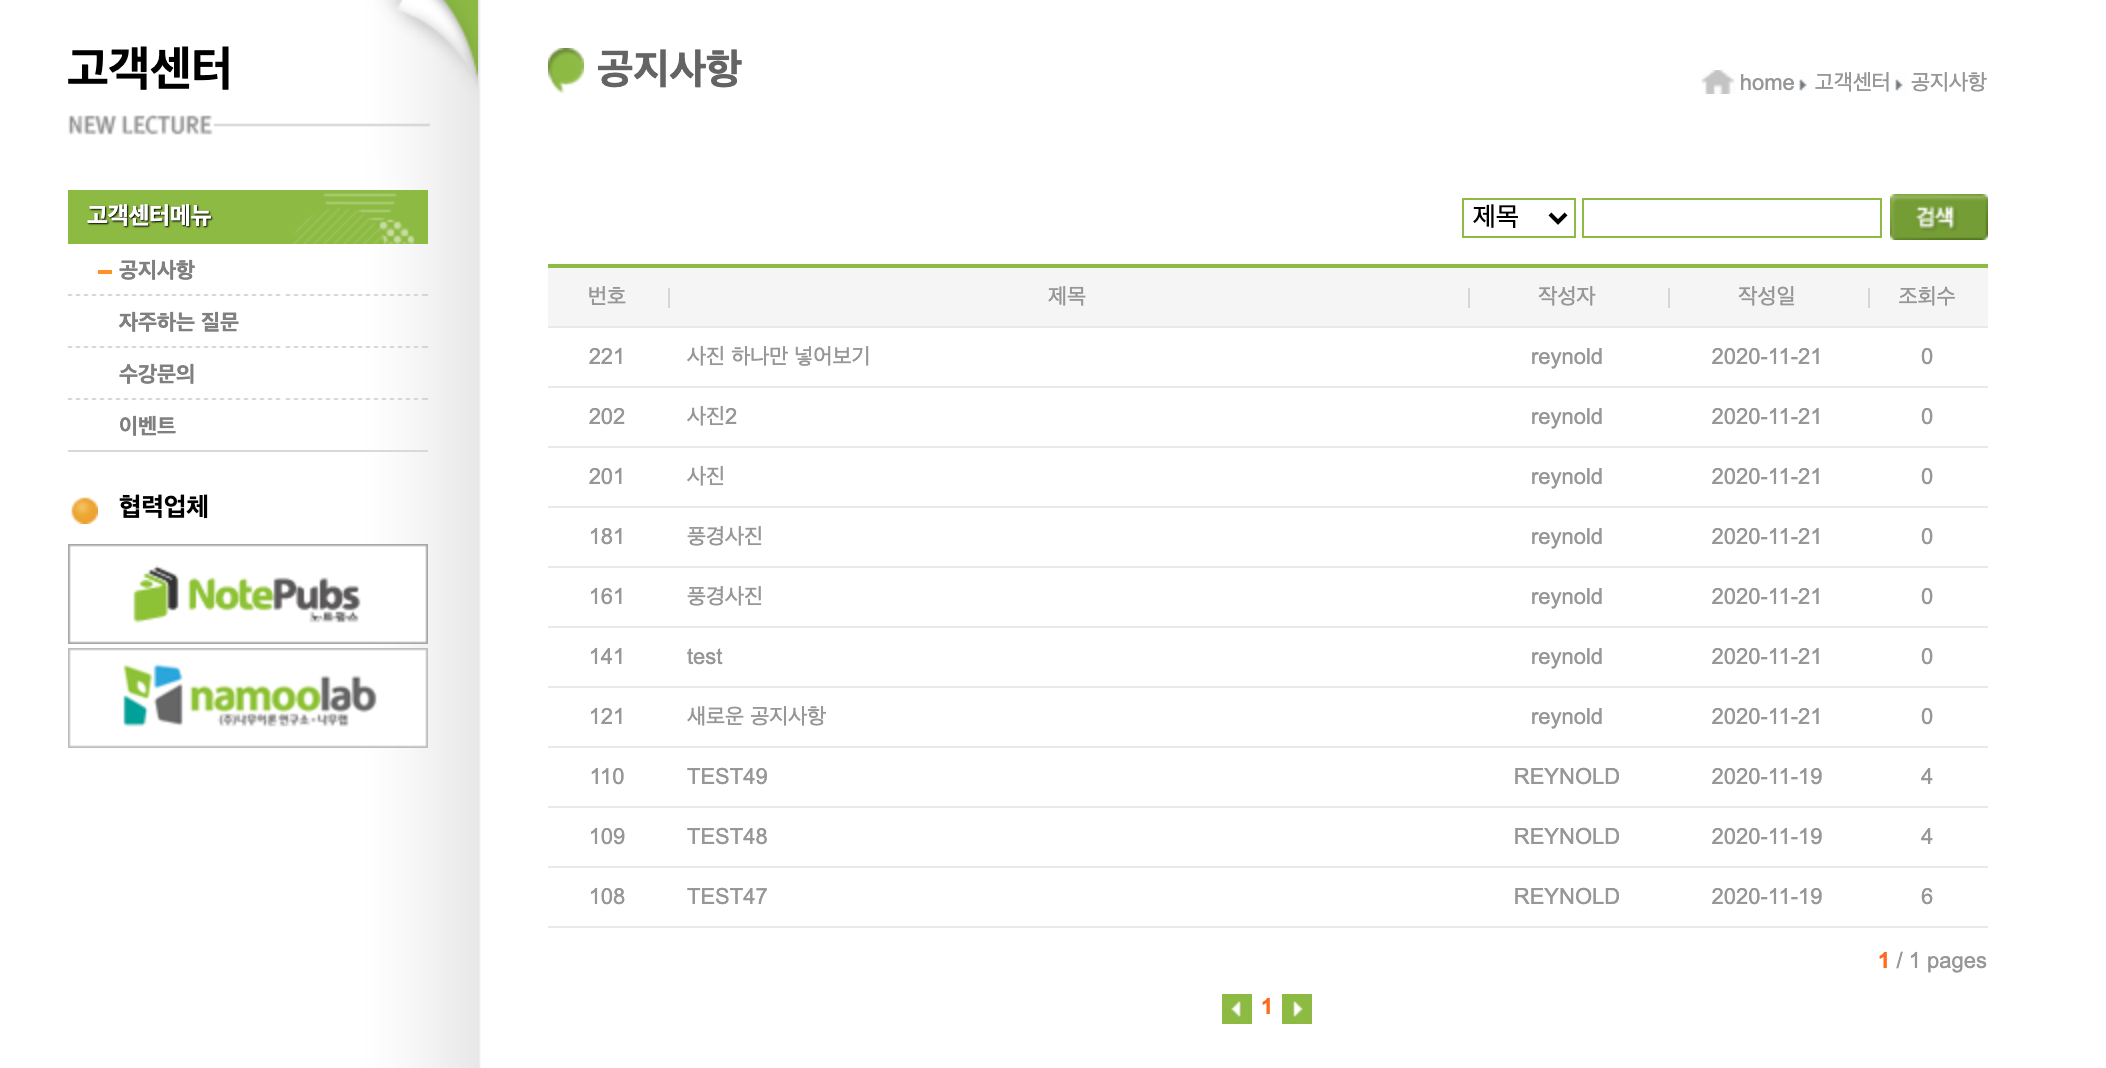 고객센터
NEW LECTURE
고객센터메뉴
공지사항
자주하는 질문
수강문의
이벤트
협력업체
NotePubs
노트펍스
namoolab
(주)나무이론연구소·나무랩
공지사항
home 고객센터 공지사항
제목 검색
번호 제목 작성자 작성일 조회수
221 사진 하나만 넣어보기 reynold 2020-11-21 0
202 사진2 reynold 2020-11-21 0
201 사진 reynold 2020-11-21 0
181 풍경사진 reynold 2020-11-21 0
161 풍경사진 reynold 2020-11-21 0
141 test reynold 2020-11-21 0
121 새로운 공지사항 reynold 2020-11-21 0
110 TEST49 REYNOLD 2020-11-19 4
109 TEST48 REYNOLD 2020-11-19 4
108 TEST47 REYNOLD 2020-11-19 6
1 / 1 pages
1